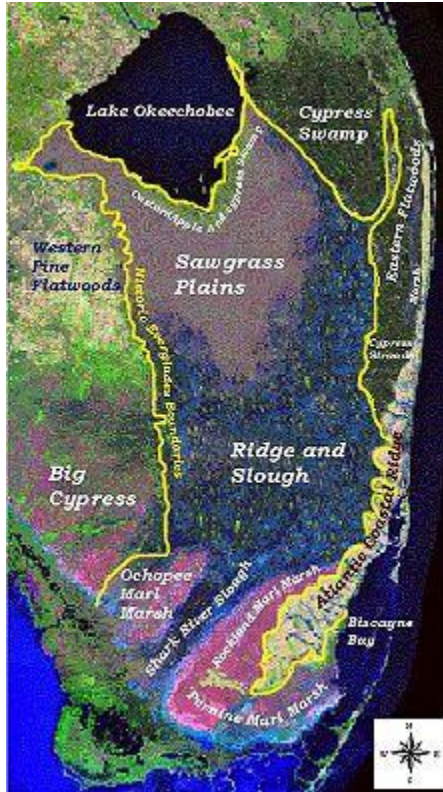 Lake Okeechobee
Cypress
Swamp
CustardApple and cypress Swamp
Eastern Flatwoods
Marsh
Western
Pine
Flatwoods
Sawgrass
Plains
Historic Everglades Boundaries
Cypress
Strands
Ridge and
Slough
Big
Cypress
Atlantic Coastal Ridge
Ochopee
Marl
Marsh
Shark River Slough
Rockland Marl Marsh
Biscayne
Bay
Perrine Marl Marsh
N
W
E
S